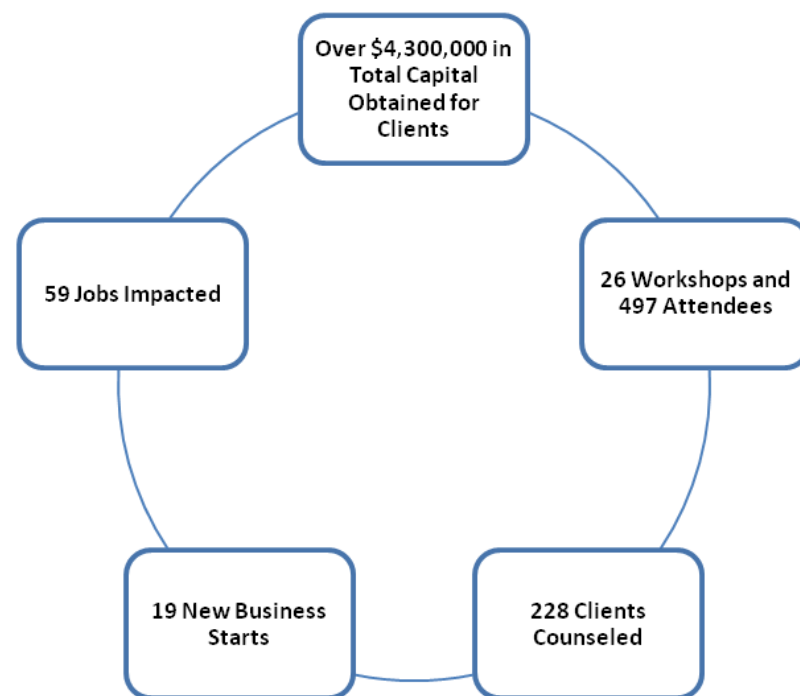 Over $4,300,000 in
Total Capital
Obtained for
Clients
59 Jobs Impacted
26 Workshops and
497 Attendees
19 New Business
Starts
228 Clients
Counseled